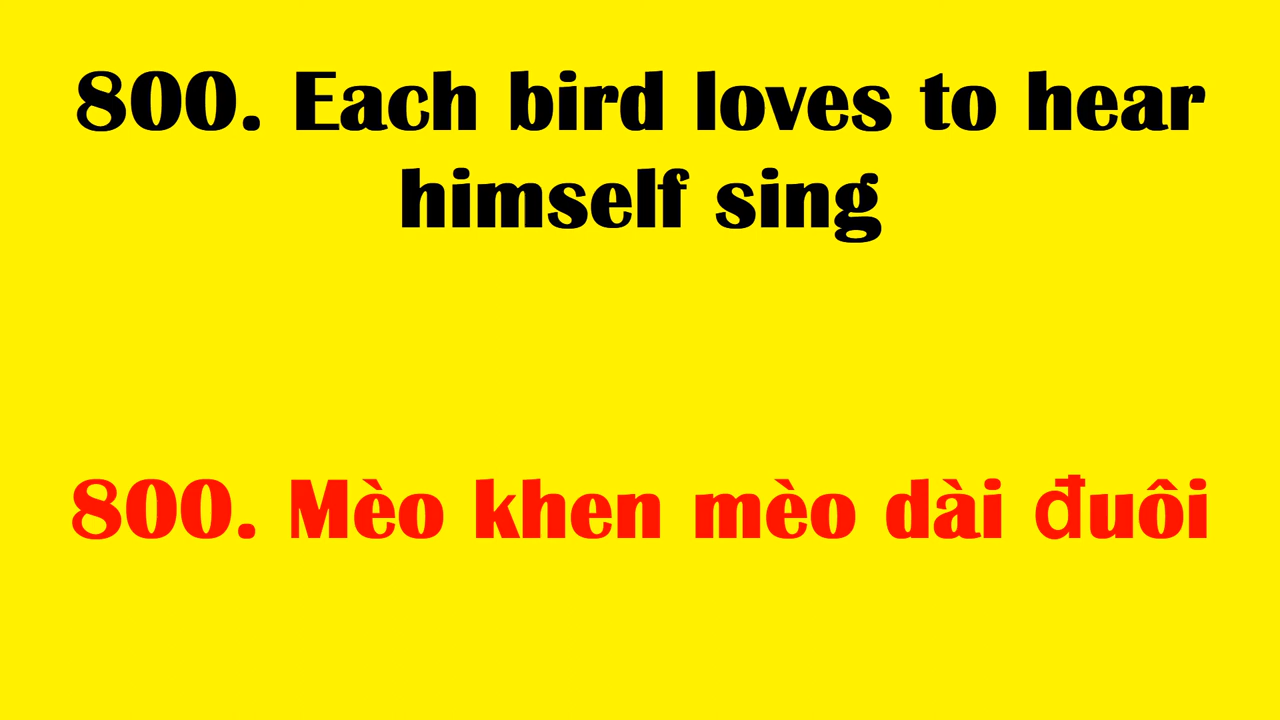 800. Each bird loves to hear
himself sing
800. Mèo khen mèo dài đuôi